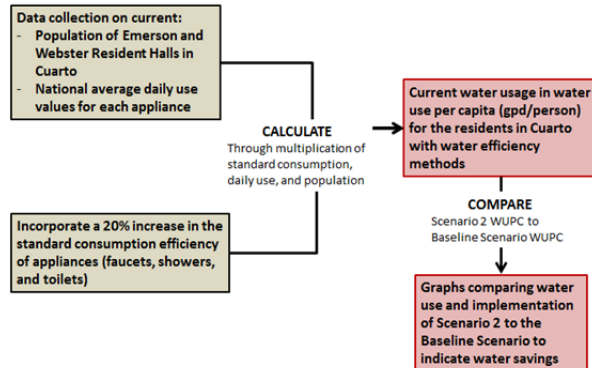 Data collection on current:
- Population of Emerson and
Webster Resident Halls in
Cuarto
- National average daily use
values for each appliance
CALCULATE
Through multiplication of
standard consumption,
daily use, and population
Incorporate a 20% increase in the
standard consumption efficiency
of appliances (faucets, showers,
and toilets)
Current water usage in water
use per capita (gpd/person)
for the residents in Cuarto
with water efficiency
methods
COMPARE
Scenario 2 WUPC to
Baseline Scenario WUPC
Graphs comparing water
use and implementation
of Scenario 2 to the
Baseline Scenario to
indicate water savings